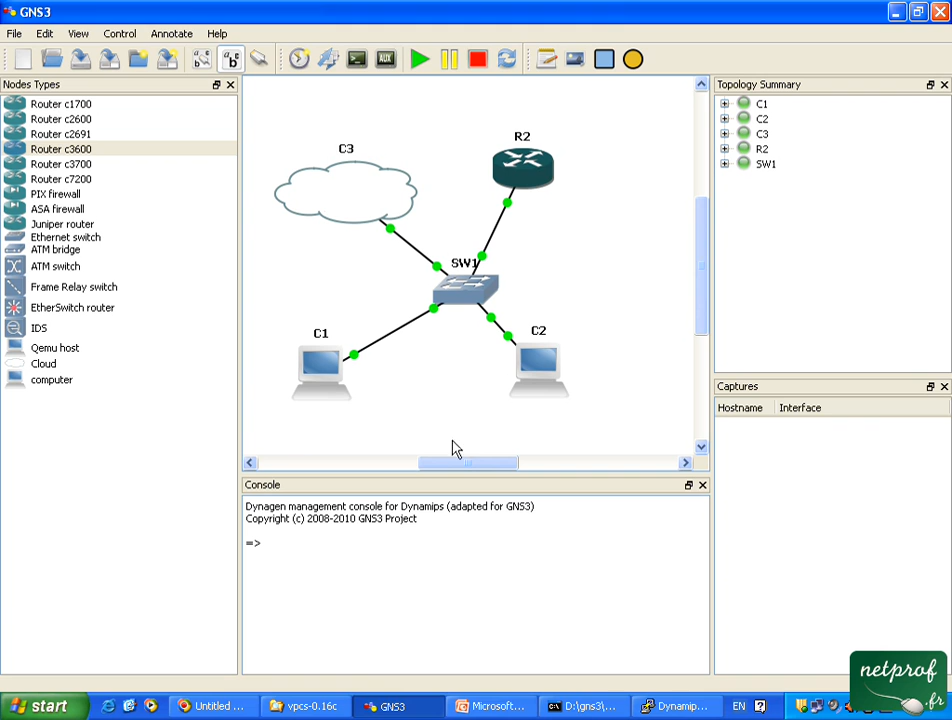 GNS3
File Edit View Control Annotate Help
AUX
Nodes Types
Router c1700
Router c2600
Router c2691
Router c3600
Router c3700
Router c7200
PIX firewall
ASA firewall
Juniper router
Ethernet switch
ATM bridge
ATM switch
Frame Relay switch
EtherSwitch router
IDS
Qemu host
Cloud
computer
C3
R2
SW1
C1
C2
Topology Summary
C1
C2
C3
R2
SW1
Captures
Hostname Interface
Console
Dynagen management console for Dynamips (adapted for GNS3)
Copyright (c) 2008-2010 GNS3 Project
=>
netprof
.fr
start
Untitled ...
vpcs-0.16c
GNS3
Microsoft...
D:\gns3\...
Dynamip...
EN